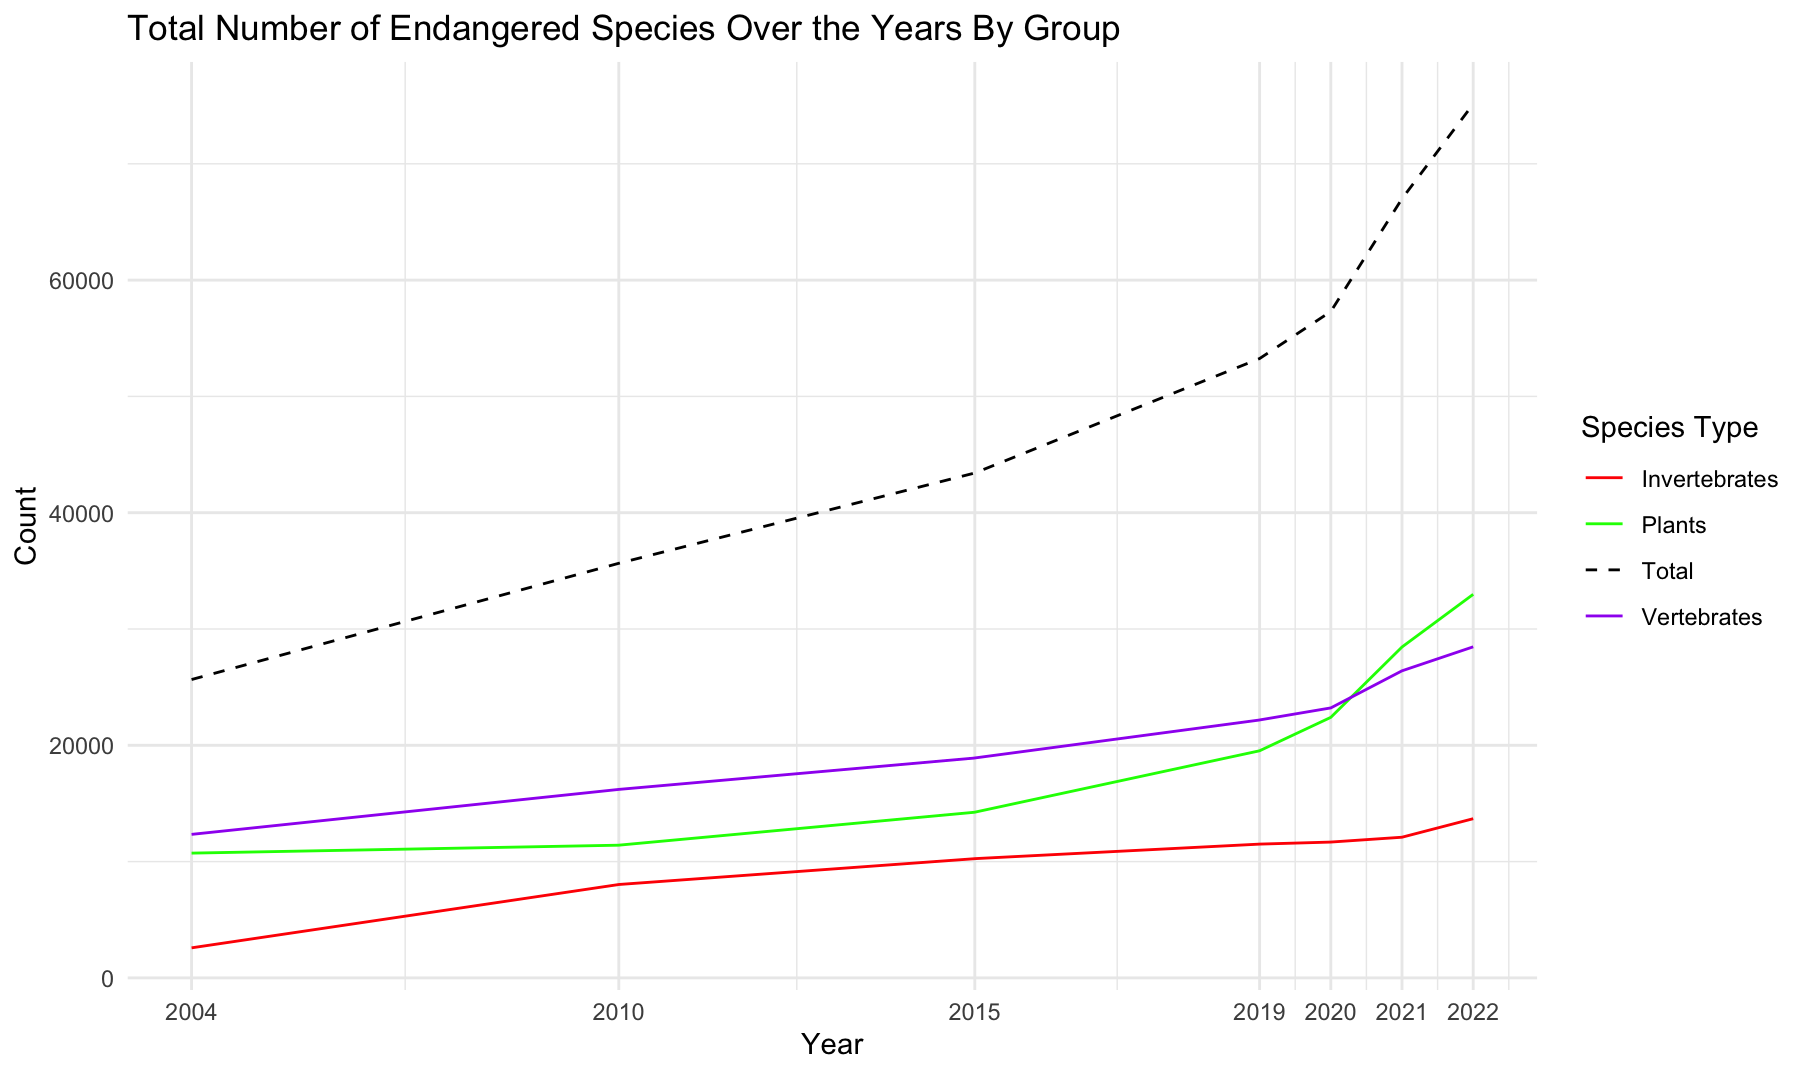 Total Number of Endangered Species Over the Years By Group
60000
40000
20000
0
Count
2004 2010 2015 2019 2020 2021 2022
Year
Species Type
Invertebrates
Plants
Total
Vertebrates